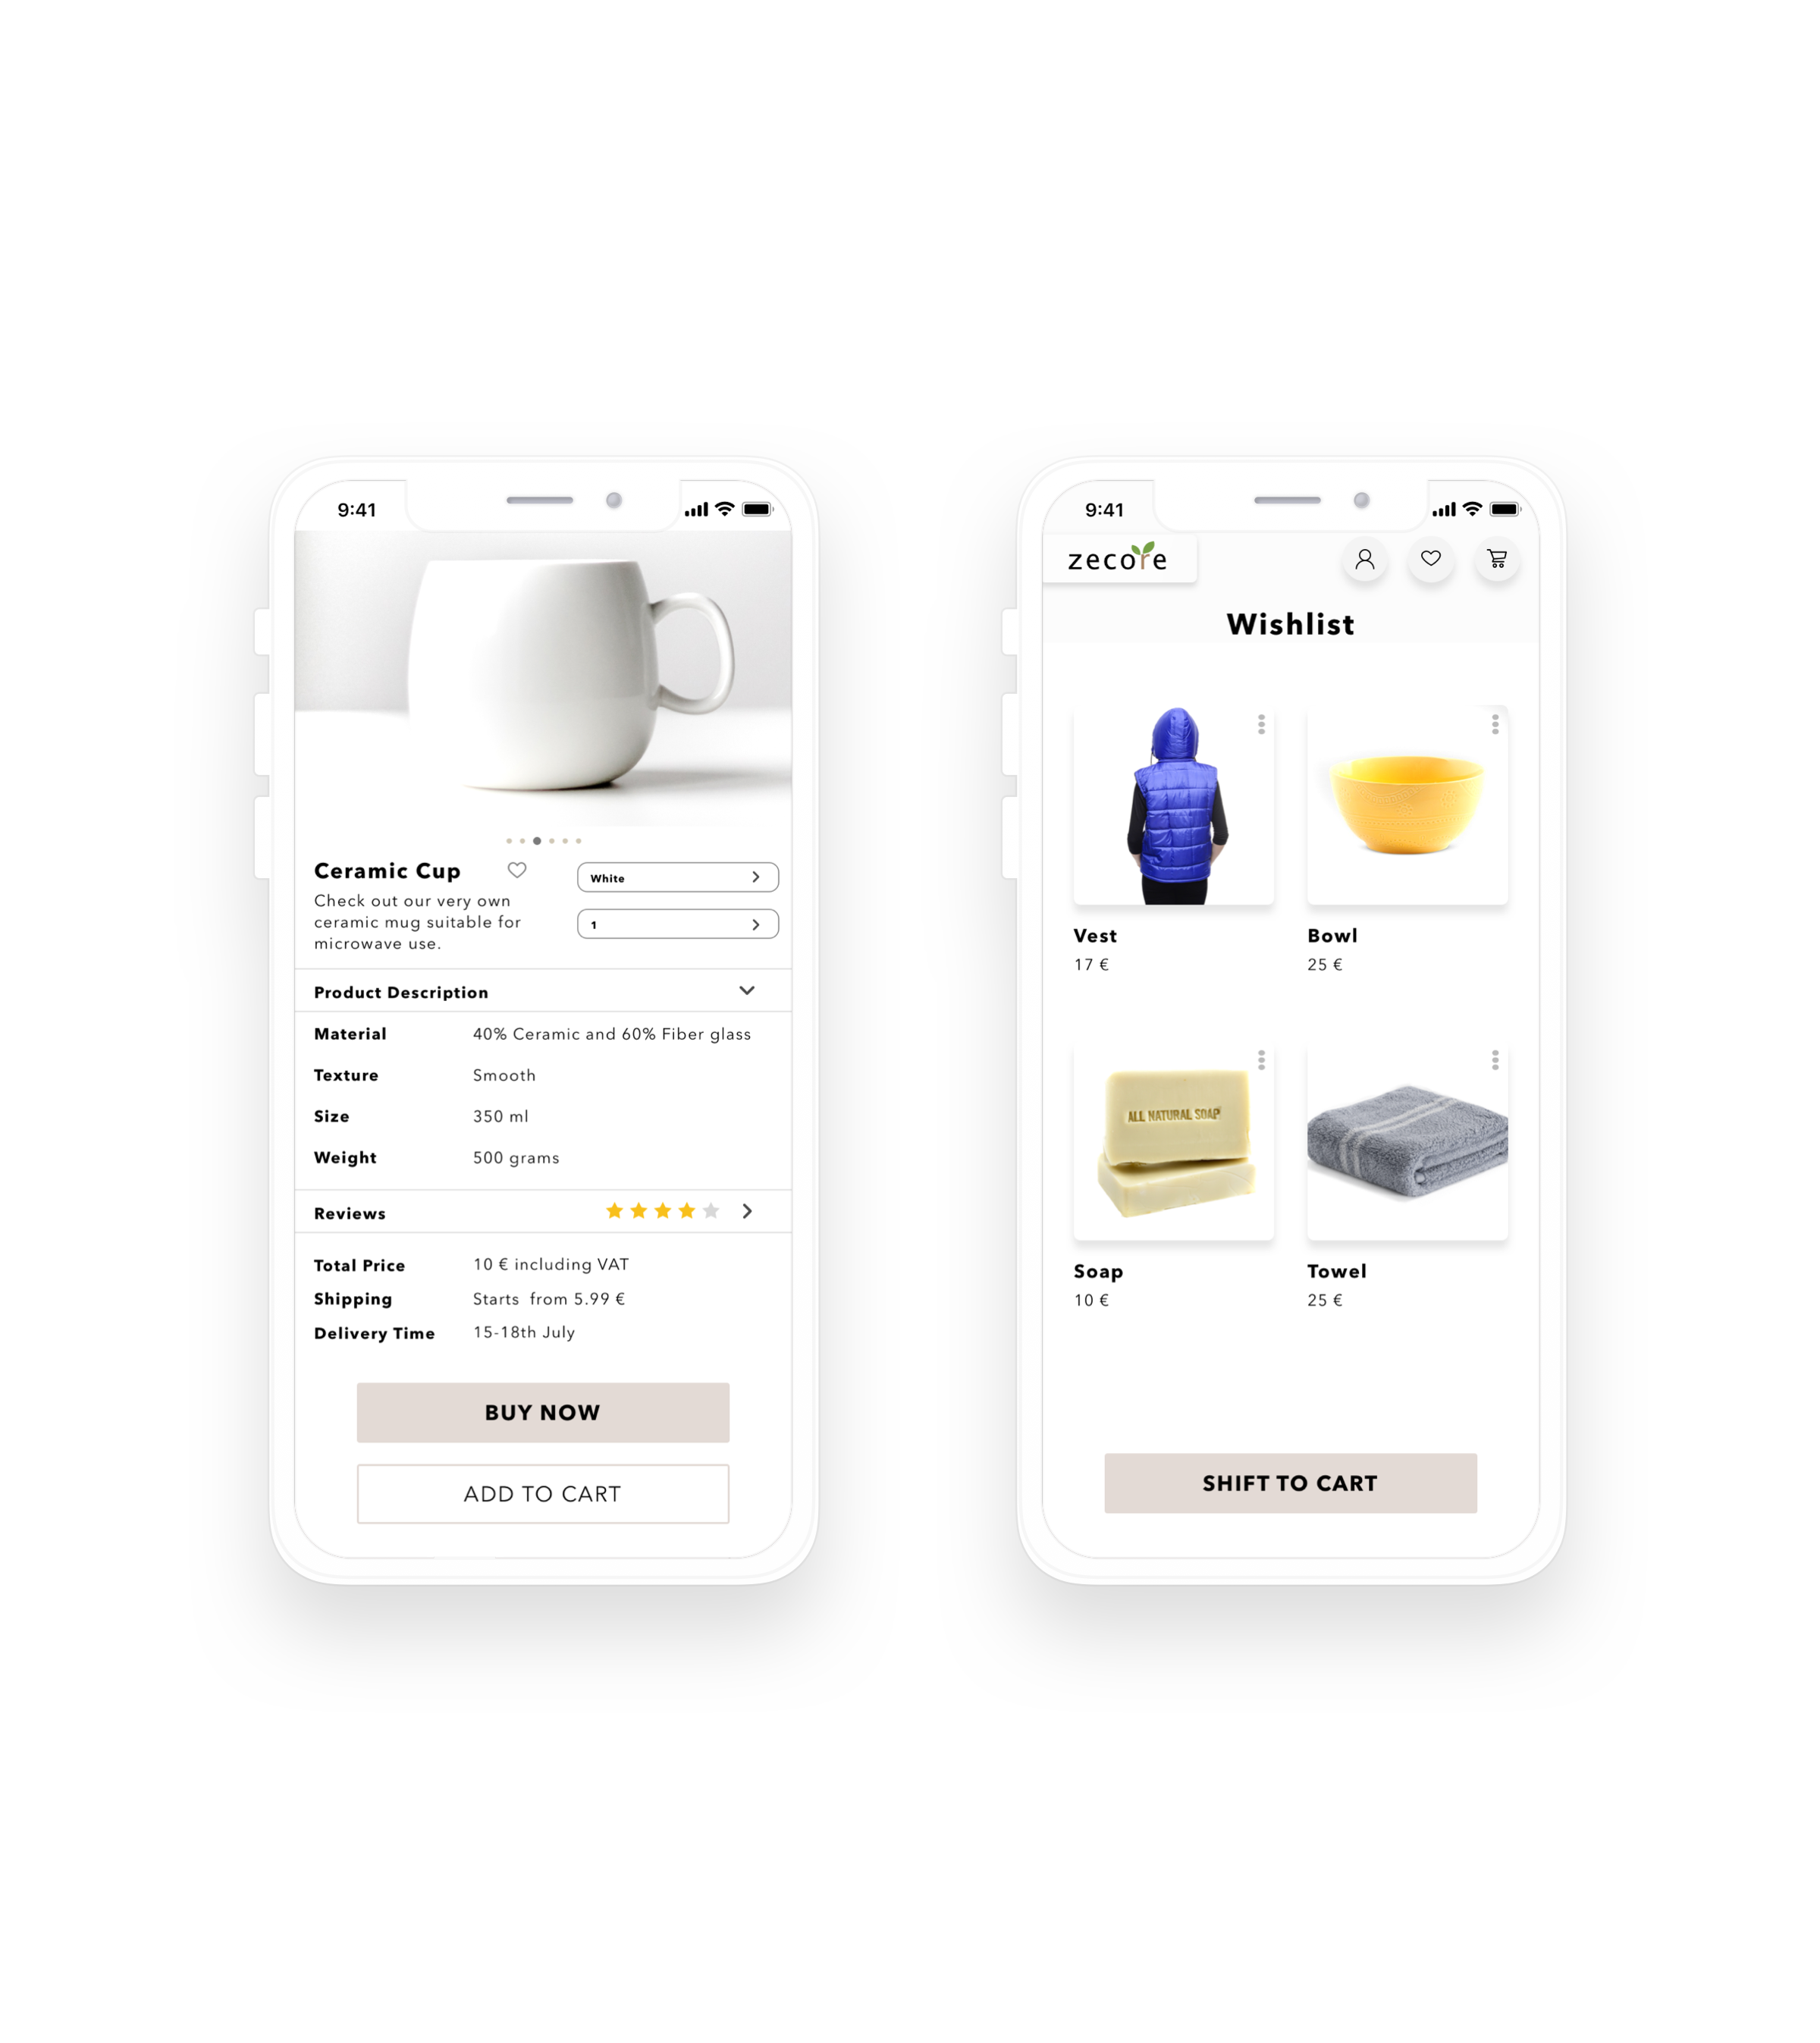 9:41
Ceramic Cup
White
Check out our very own
ceramic mug suitable for
microwave use.
1
Product Description
Material 40% Ceramic and 60% Fiber glass
Texture Smooth
Size 350 ml
Weight 500 grams
Reviews
Total Price 10 € including VAT
Shipping Starts from 5.99 €
Delivery Time 15-18th July
BUY NOW
ADD TO CART
9:41
zecore
Wishlist
Vest
17 €
Bowl
25 €
ALL NATURAL SOAP
Soap
10 €
Towel
25 €
SHIFT TO CART